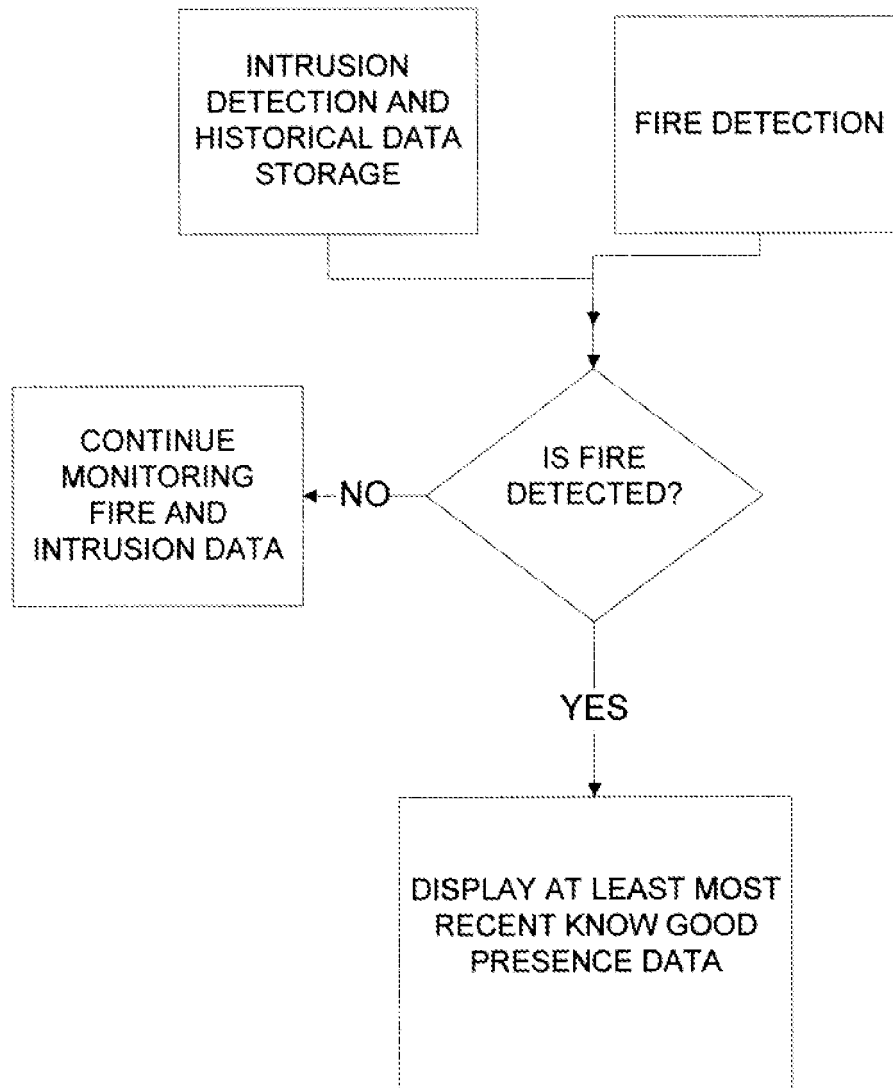 INTRUSION
DETECTION AND
HISTORICAL DATA
STORAGE
FIRE DETECTION
IS FIRE
DETECTED?
NO
CONTINUE
MONITORING
FIRE AND
INTRUSION DATA
YES
DISPLAY AT LEAST MOST
RECENT KNOW GOOD
PRESENCE DATA